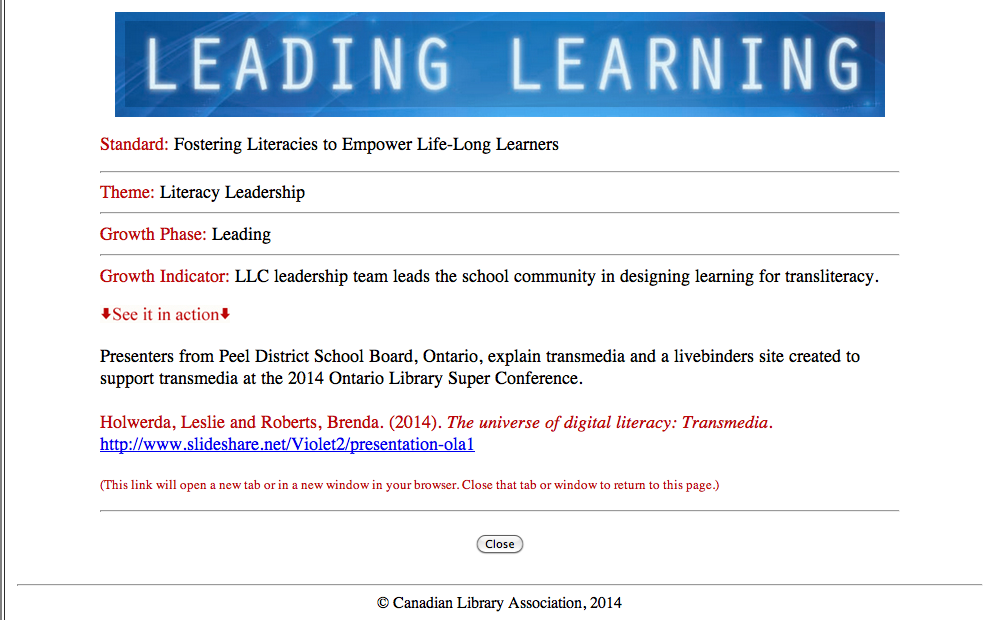 LEADING LEARNING
Standard: Fostering Literacies to Empower Life-Long Learners
Theme: Literacy Leadership
Growth Phase: Leading
Growth Indicator: LLC leadership team leads the school community in designing learning for transliteracy.
⬇See it in action⬇
Presenters from Peel District School Board, Ontario, explain transmedia and a livebinders site created to
support transmedia at the 2014 Ontario Library Super Conference.
Holwerda, Leslie and Roberts, Brenda. (2014). The universe of digital literacy: Transmedia.
http://www.slideshare.net/Violet2/presentation-ola1
(This link will open a new tab or in a new window in your browser. Close that tab or window to return to this page.)
Close
© Canadian Library Association, 2014